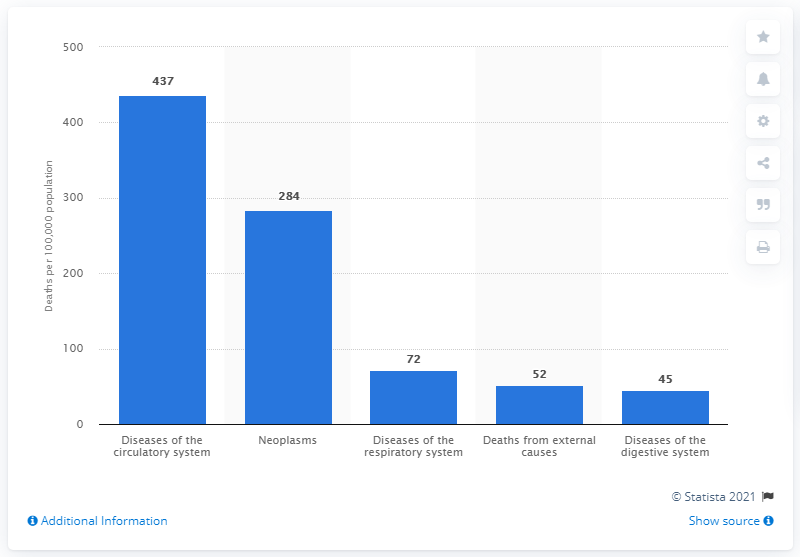 500
400
300
200
100
0
Deaths per 100,000 population
437
284
72
52
45
Diseases of the
circulatory system
Neoplasms
Diseases of the
respiratory system
Deaths from external
causes
Diseases of the
digestive system
© Statista 2021
Additional Information
Show source